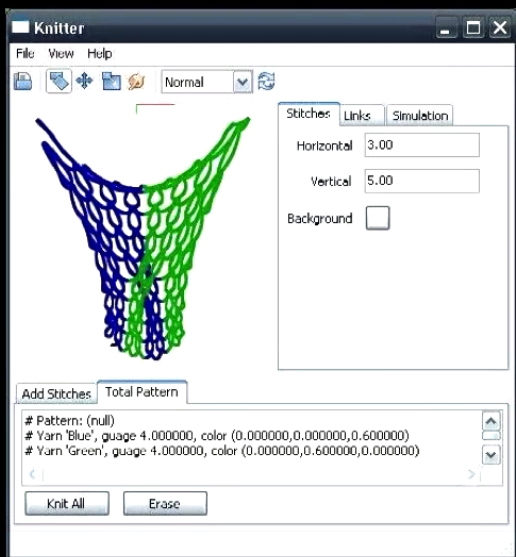 Knitter
File View Help
Normal
Stitches Links Simulation
Horizontal 3.00
Vertical 5.00
Background
Add Stitches Total Pattern
# Pattern: (null)
# Yarn 'Blue', guage 4.000000, color (0.000000,0.000000,0.600000)
# Yarn 'Green', guage 4.000000, color (0.000000,0.600000,0.000000)
Knit All Erase